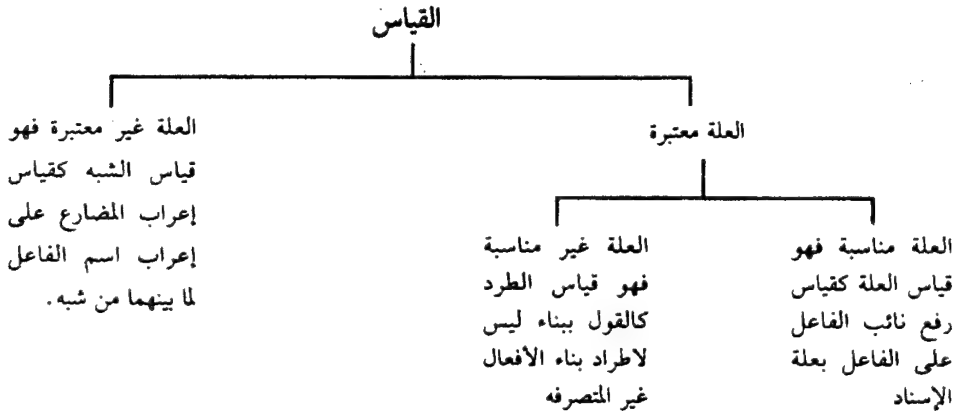 القياس
العلة معتبرة
العلة غير معتبرة فهو
قياس الشبه كقياس
إعراب المضارع على
إعراب اسم الفاعل
لما بينهما من شبه.
العلة مناسبة فهو
قياس العلة كقياس
رفع نائب الفاعل
على الفاعل بعلة
الإسناد
العلة غير مناسبة
فهو قياس الطرد
كالقول ببناء ليس
لاطراد بناء الأفعال
غير المتصرفه